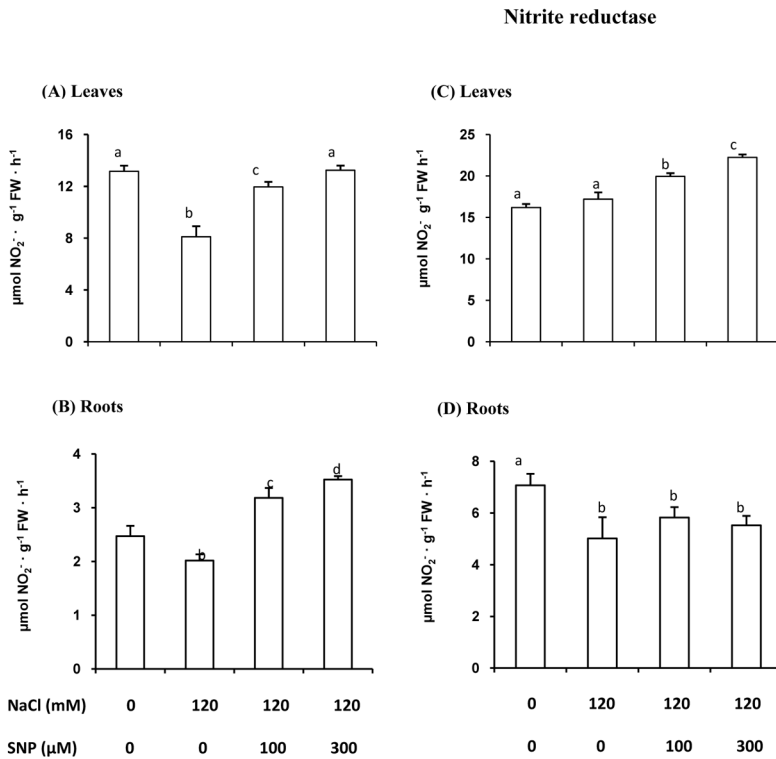 Nitrite reductase
(A) Leaves
µmol NO₂⁻ · g⁻¹ FW · h⁻¹
16
12
8
4
0
a
b
c
a
(C) Leaves
µmol NO₂⁻ g⁻¹ FW h⁻¹
25
20
15
10
5
0
a
a
b
c
(B) Roots
µmol NO₂⁻ · g⁻¹ FW · h⁻¹
4
3
2
1
0
b
c
d
(D) Roots
µmol NO₂⁻ · g⁻¹ FW · h⁻¹
8
6
4
2
0
a
b
b
b
NaCl (mM) 0 120 120 120 0 120 120 120
SNP (µM) 0 0 100 300 0 0 100 300